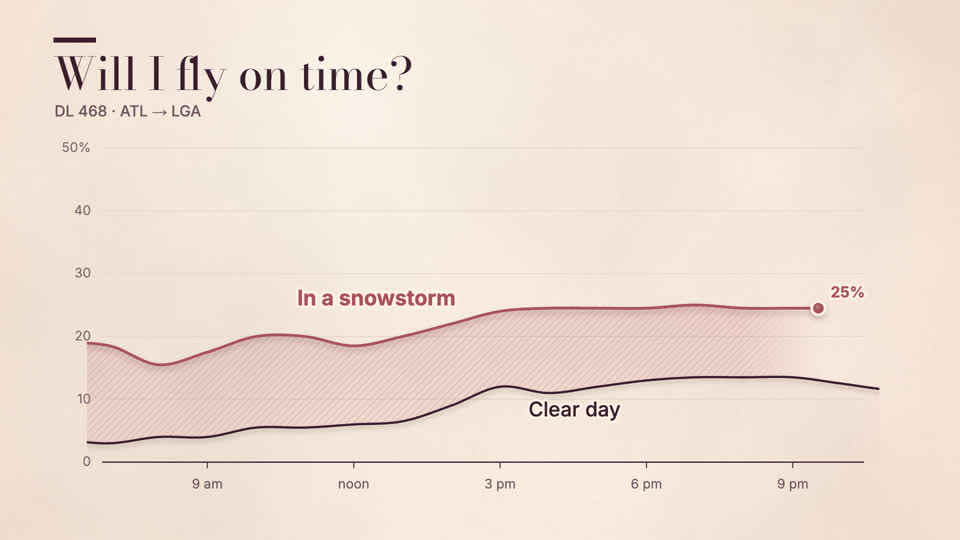 Will I fly on time?
DL 468 · ATL → LGA
50%
40
30
In a snowstorm
25%
20
10
Clear day
0
9 am noon 3 pm 6 pm 9 pm